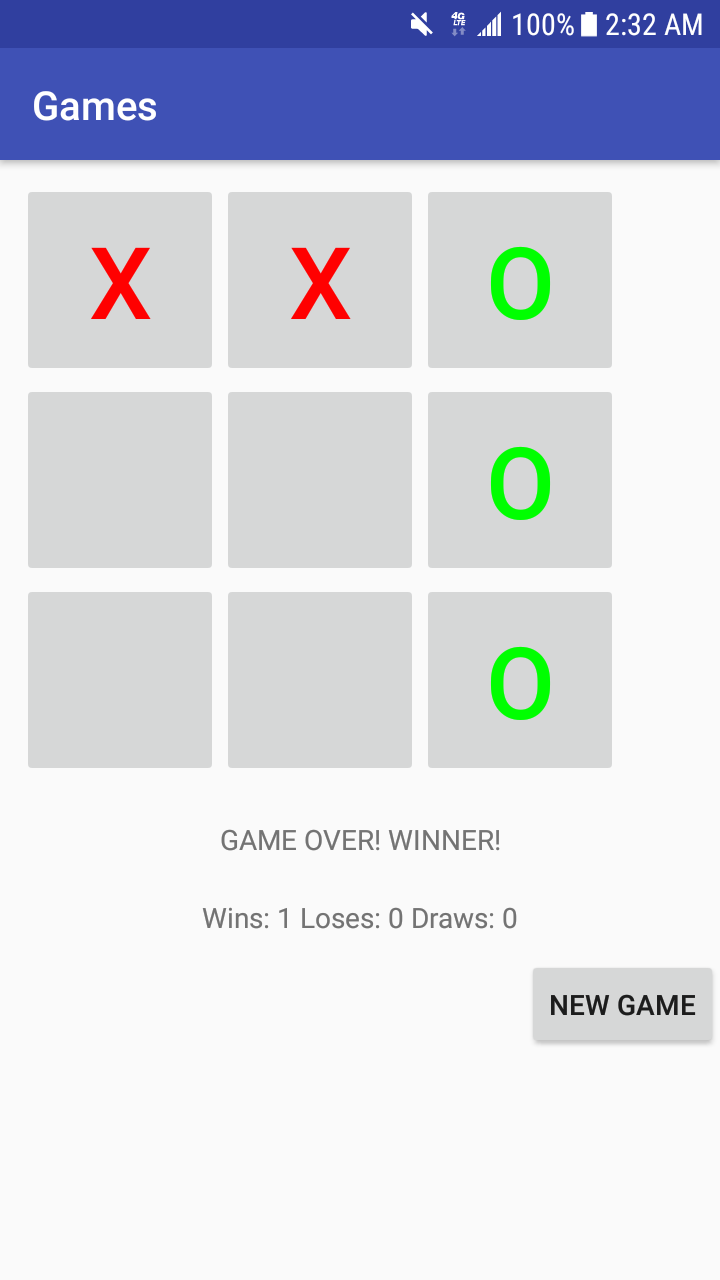 4G LTE 100% 2:32 AM
Games
X X O
O
O
GAME OVER! WINNER!
Wins: 1 Loses: 0 Draws: 0
NEW GAME